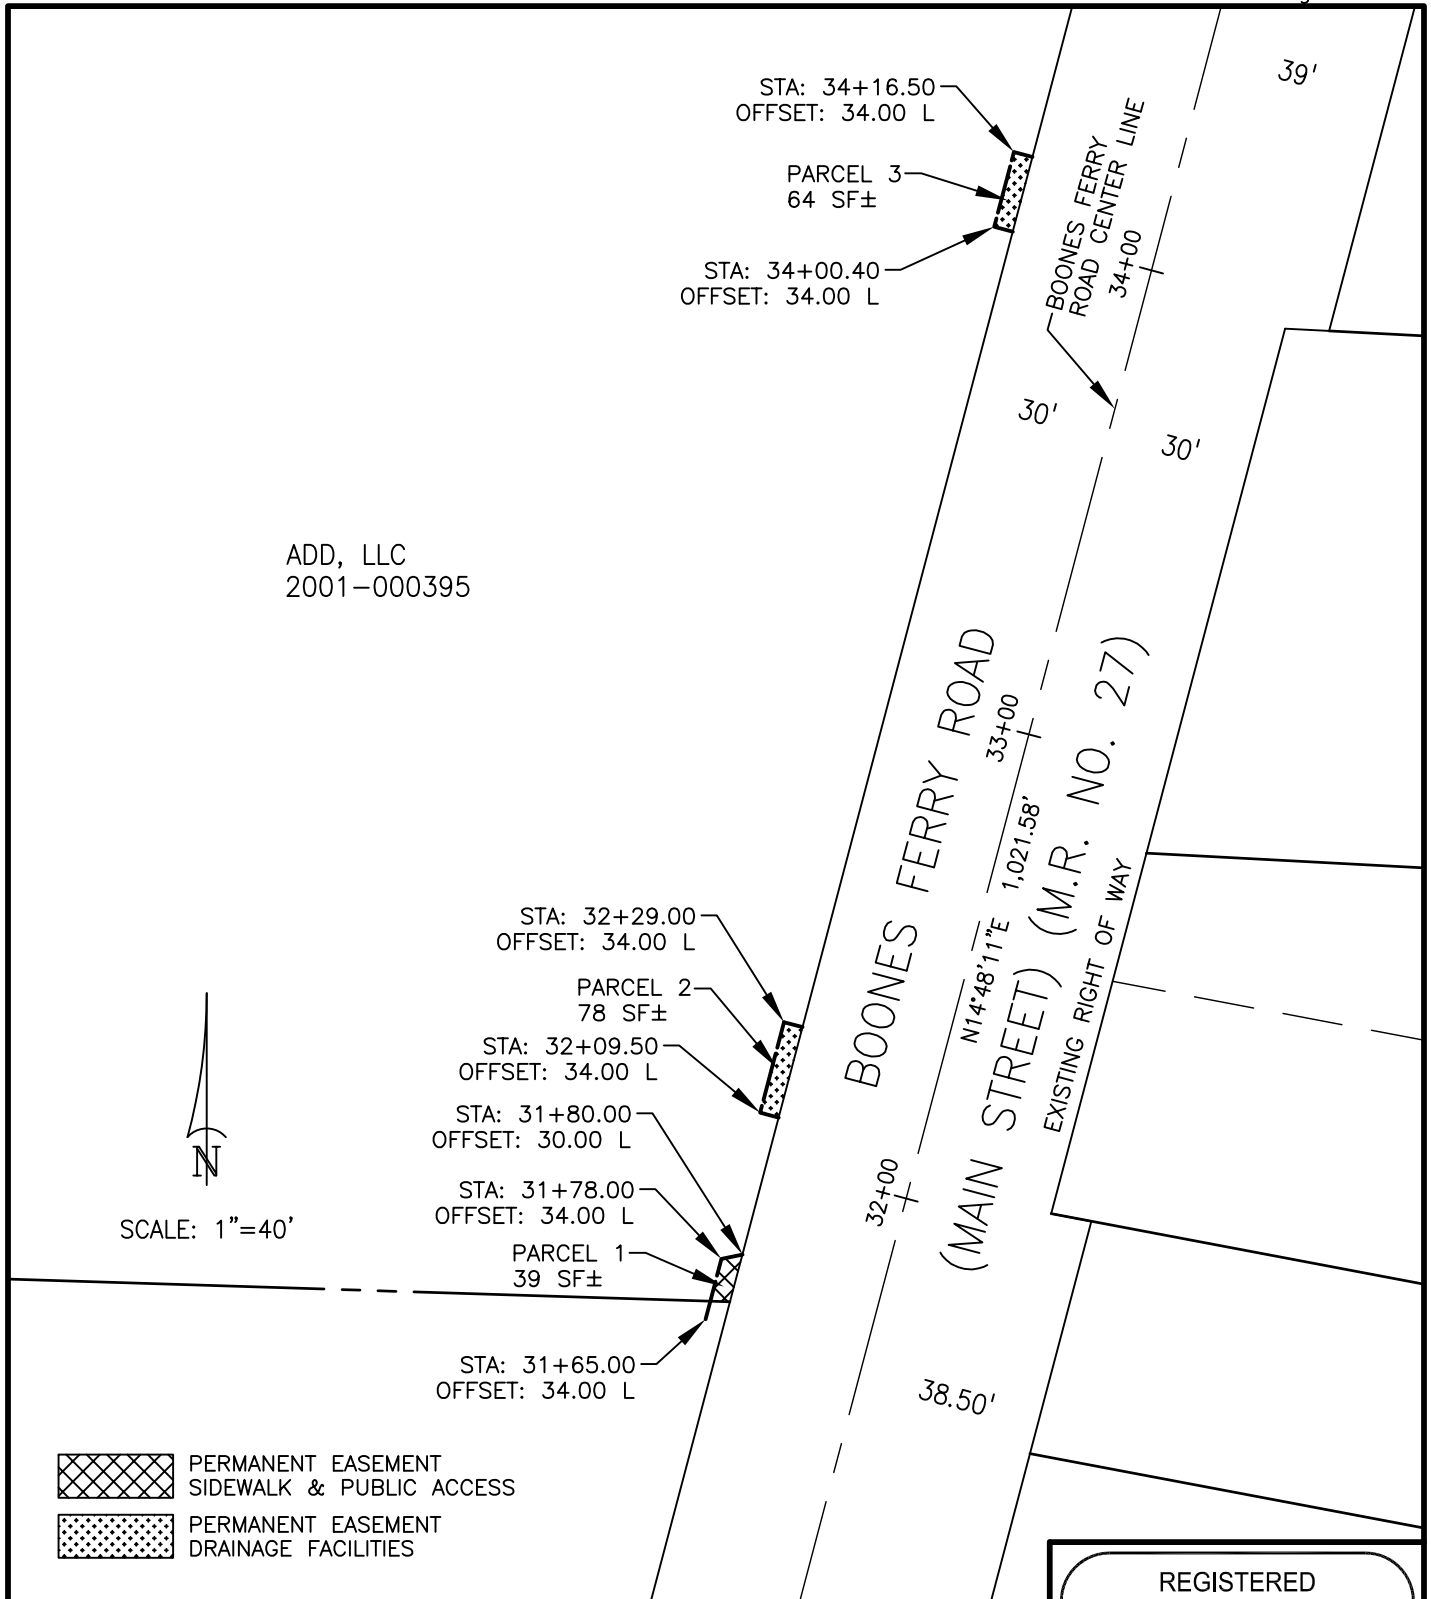 39'
STA: 34+16.50
OFFSET: 34.00 L
PARCEL 3
64 SF±
BOONES FERRY
ROAD CENTER LINE
34+00
STA: 34+00.40
OFFSET: 34.00 L
30'
30'
ADD, LLC
2001-000395
BOONES FERRY ROAD
(MAIN STREET) (M.R. NO. 27)
33+00
N14°48'11"E 1,021.58'
EXISTING RIGHT OF WAY
STA: 32+29.00
OFFSET: 34.00 L
PARCEL 2
78 SF±
STA: 32+09.50
OFFSET: 34.00 L
STA: 31+80.00
OFFSET: 30.00 L
32+00
STA: 31+78.00
OFFSET: 34.00 L
N
SCALE: 1"=40'
PARCEL 1
39 SF±
STA: 31+65.00
OFFSET: 34.00 L
38.50'
PERMANENT EASEMENT
SIDEWALK & PUBLIC ACCESS
PERMANENT EASEMENT
DRAINAGE FACILITIES
REGISTERED